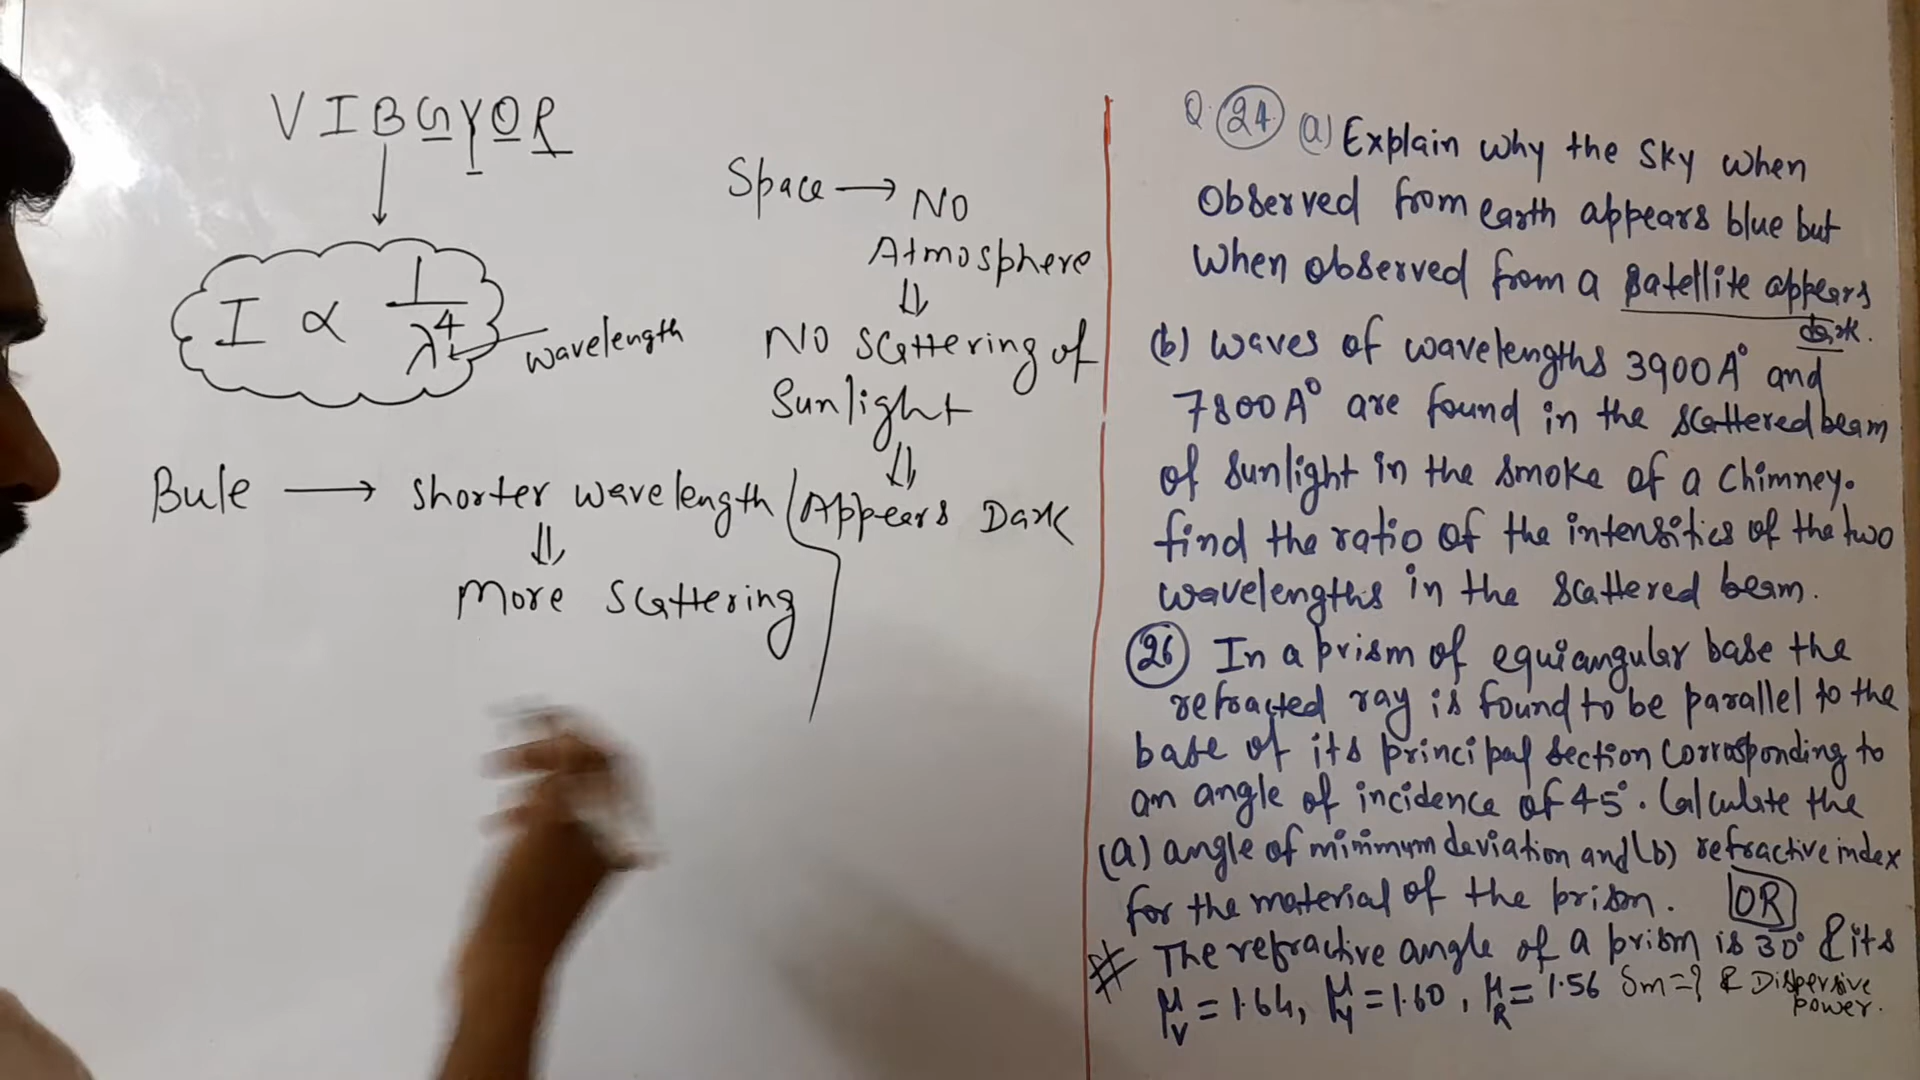 VIBGYOR
I ∝ 1/λ⁴
wavelength
Bule → shorter wavelength
⇓
More Scattering
Space → NO
Atmosphere
⇓
NO Scattering of
Sunlight
⇓
Appears Dark
Q. 24 (a) Explain why the sky when
observed from earth appears blue but
when observed from a satellite appears
dark.
(b) waves of wavelengths 3900 A° and
7800 A° are found in the scattered beam
of sunlight in the smoke of a chimney.
find the ratio of the intensities of the two
wavelengths in the scattered beam.
26 In a prism of equiangular base the
refracted ray is found to be parallel to the
base of its principal section corrosponding to
an angle of incidence of 45°. Calculate the
(a) angle of minimum deviation and (b) refractive index
for the material of the prism. OR
# The refractive angle of a prism is 30° & its
μV = 1.64, μY = 1.60, μR = 1.56 δm = ? & Dispersive
power.